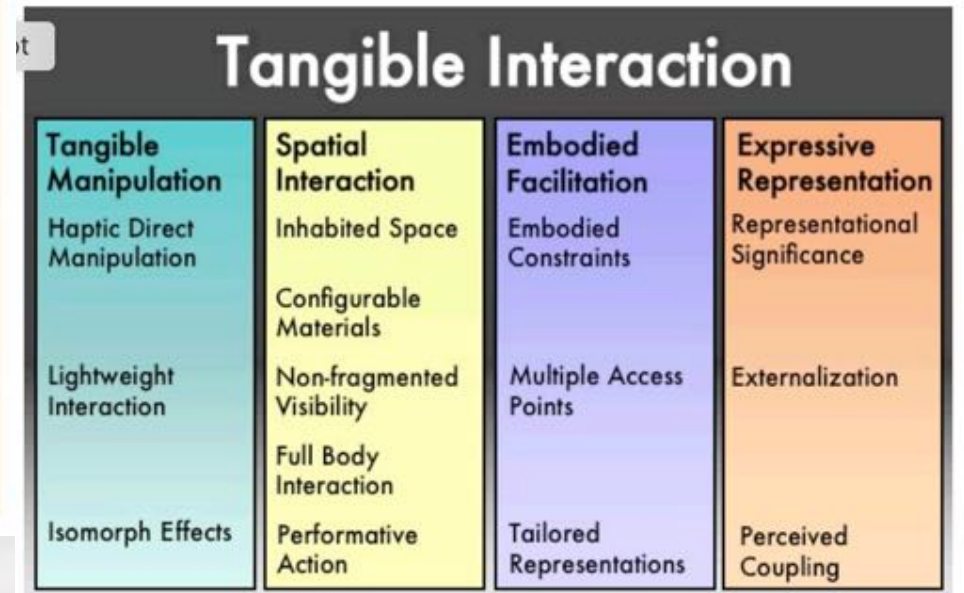 Tangible Interaction
Tangible
Manipulation
Haptic Direct
Manipulation
Lightweight
Interaction
Isomorph Effects
Spatial
Interaction
Inhabited Space
Configurable
Materials
Non-fragmented
Visibility
Full Body
Interaction
Performative
Action
Embodied
Facilitation
Embodied
Constraints
Multiple Access
Points
Tailored
Representations
Expressive
Representation
Representational
Significance
Externalization
Perceived
Coupling